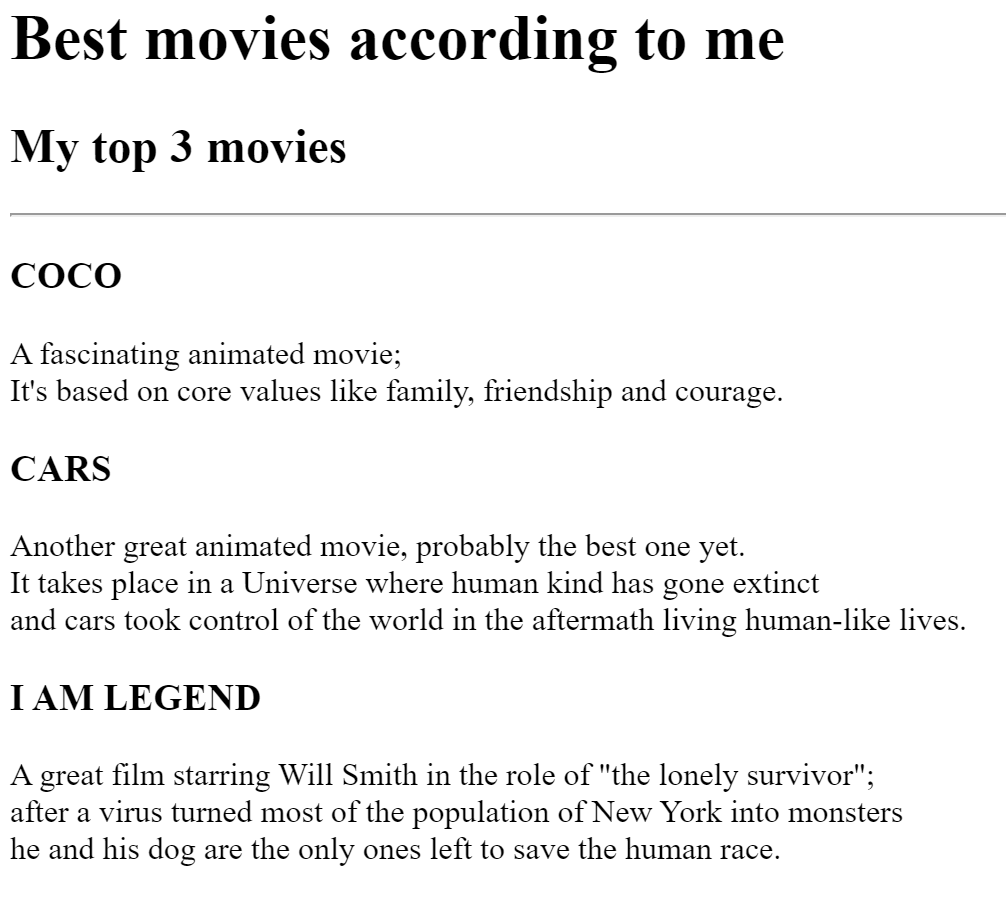 Best movies according to me
My top 3 movies
COCO
A fascinating animated movie;
It's based on core values like family, friendship and courage.
CARS
Another great animated movie, probably the best one yet.
It takes place in a Universe where human kind has gone extinct
and cars took control of the world in the aftermath living human-like lives.
I AM LEGEND
A great film starring Will Smith in the role of "the lonely survivor";
after a virus turned most of the population of New York into monsters
he and his dog are the only ones left to save the human race.